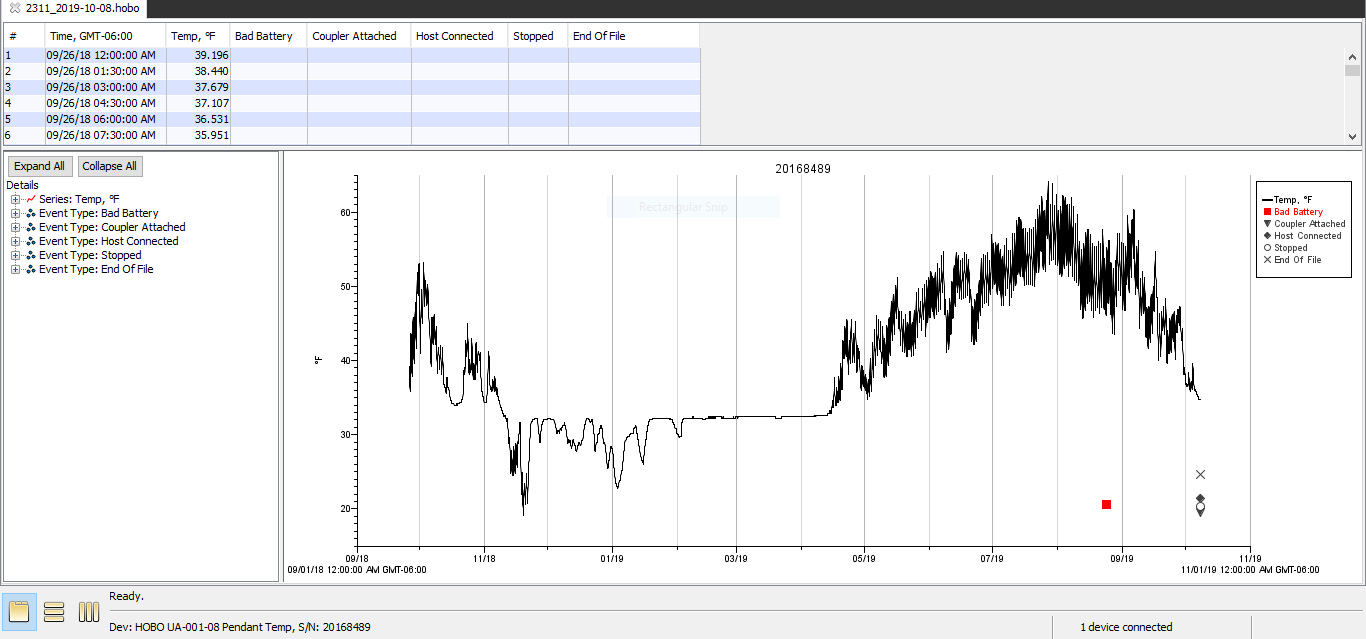 2311_2019-10-08.hobo
# Time, GMT-06:00 Temp, °F Bad Battery Coupler Attached Host Connected Stopped End Of File
1 09/26/18 12:00:00 AM 39.196
2 09/26/18 01:30:00 AM 38.440
3 09/26/18 03:00:00 AM 37.679
4 09/26/18 04:30:00 AM 37.107
5 09/26/18 06:00:00 AM 36.531
6 09/26/18 07:30:00 AM 35.951
Expand All Collapse All
Details
Series: Temp, °F
Event Type: Bad Battery
Event Type: Coupler Attached
Event Type: Host Connected
Event Type: Stopped
Event Type: End Of File
20168489
Rectangular Snip
60
50
40
30
20
°F
Temp, °F
Bad Battery
Coupler Attached
Host Connected
Stopped
End Of File
09/18 11/18 01/19 03/19 05/19 07/19 09/19 11/19
09/01/18 12:00:00 AM GMT-06:00 11/01/19 12:00:00 AM GMT-06:00
Ready.
Dev: HOBO UA-001-08 Pendant Temp, S/N: 20168489 1 device connected